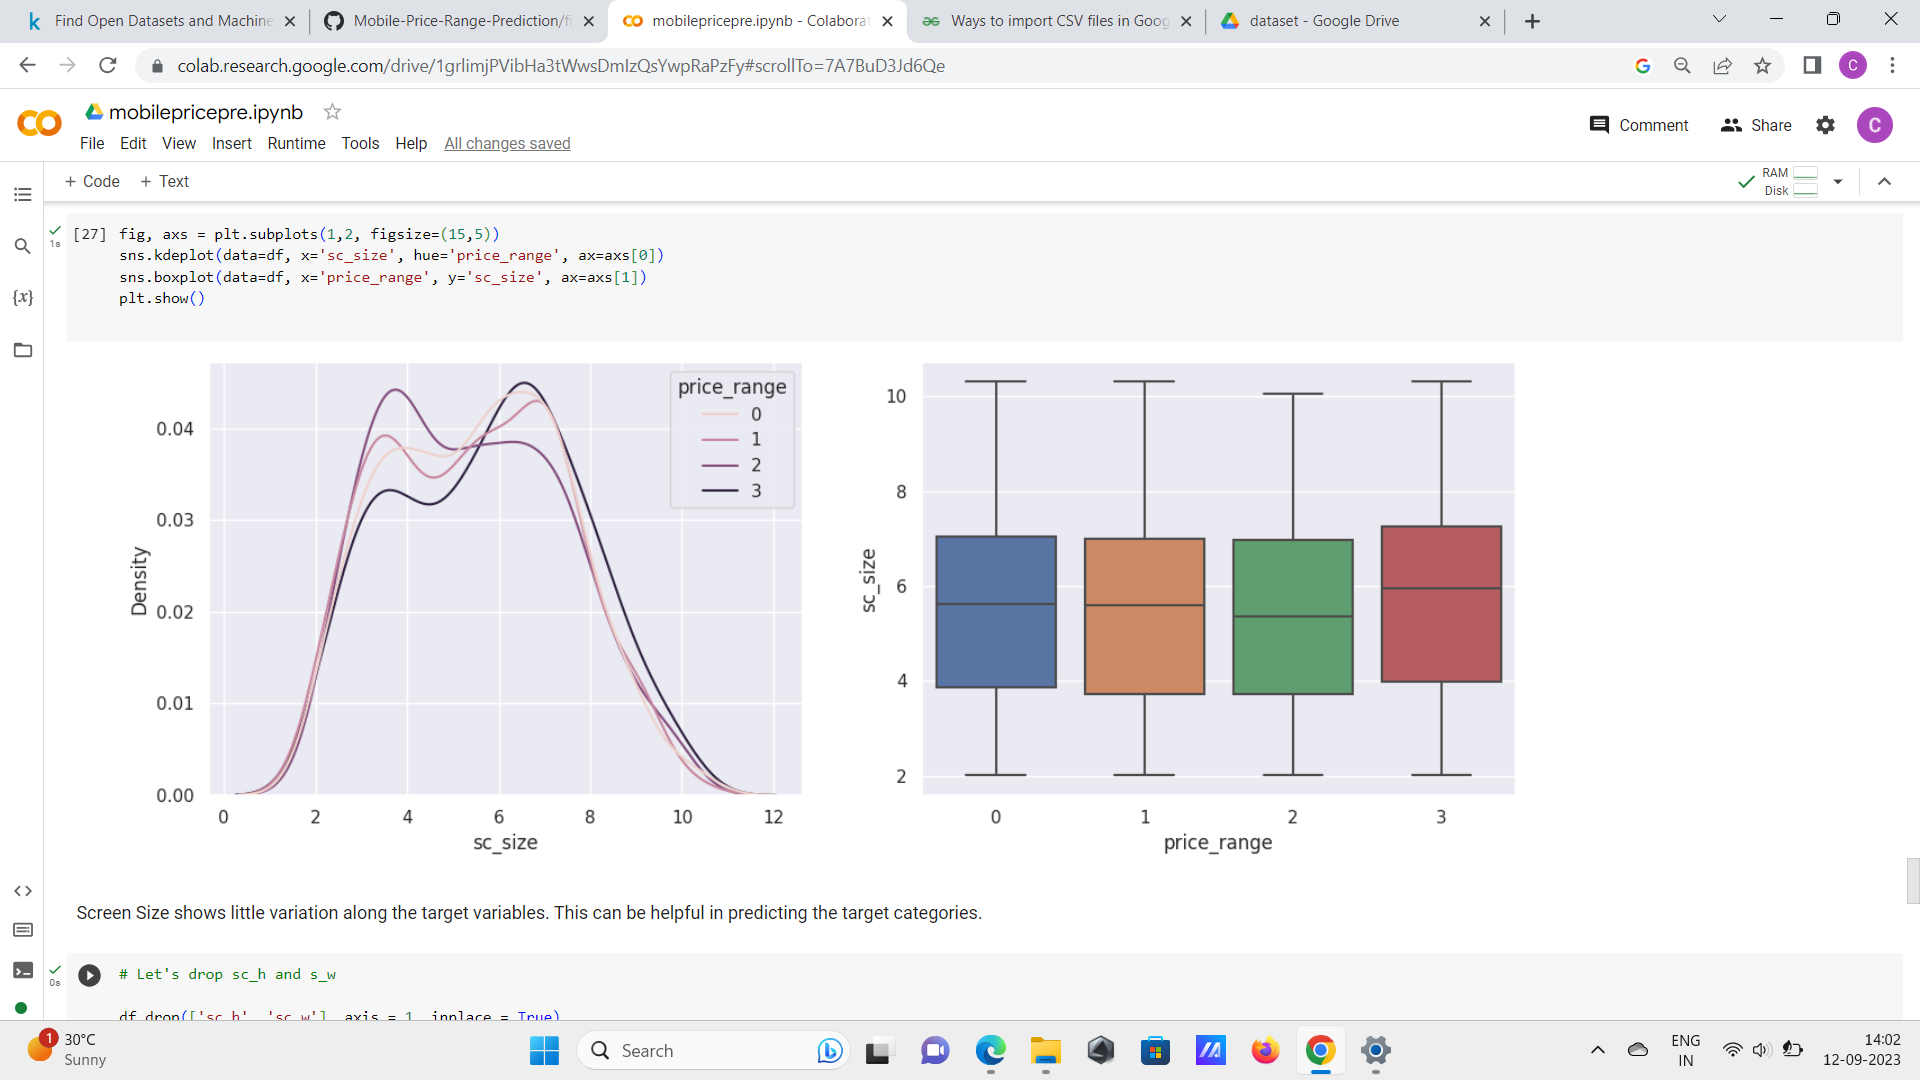 Find Open Datasets and Machine
Mobile-Price-Range-Prediction/fi
mobilepricepre.ipynb - Colaborat
Ways to import CSV files in Goog
dataset - Google Drive
colab.research.google.com/drive/1grlimjPVibHa3tWwsDmIzQsYwpRaPzFy#scrollTo=7A7BuD3Jd6Qe
C
mobilepricepre.ipynb
File Edit View Insert Runtime Tools Help All changes saved
Comment
Share
C
+ Code + Text
RAM
Disk
[27] fig, axs = plt.subplots(1,2, figsize=(15,5))
1s
sns.kdeplot(data=df, x='sc_size', hue='price_range', ax=axs[0])
sns.boxplot(data=df, x='price_range', y='sc_size', ax=axs[1])
{x}
plt.show()
price_range
0
1
2
3
0.04
0.03
0.02
0.01
0.00
Density
0 2 4 6 8 10 12
sc_size
10
8
6
4
2
sc_size
0 1 2 3
price_range
Screen Size shows little variation along the target variables. This can be helpful in predicting the target categories.
# Let's drop sc_h and s_w
0s
df.drop(['sc_h', 'sc_w'], axis = 1, inplace = True)
1
30°C
Sunny
Search
ENG
IN
14:02
12-09-2023